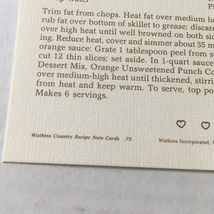 Trim fat from chops. Heat fat over medium h
rub fat over bottom of skillet to grease; discar
over high heat until well browned on both sid
ing. Reduce heat, cover and simmer about 35 m
orange sauce: Grate 1 tablespoon peel from
cut 12 thin slices; set aside. In 1-quart sauce
Dessert Mix, Orange Unsweetened Punch Co
over medium-high heat until thickened, stirrin
from heat and keep warm. To serve, top po
Makes 6 servings.
Watkins Country Recipe Note Cards .75
Watkins Incorporated,